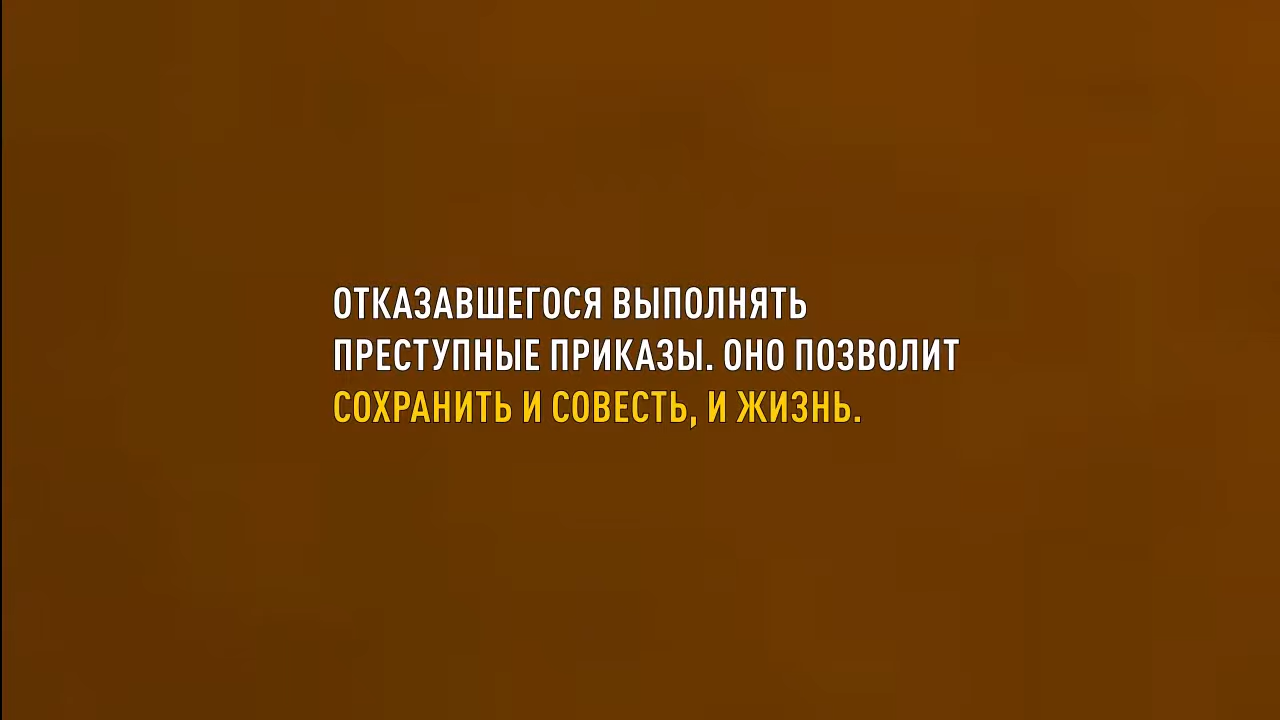 ОТКАЗАВШЕГОСЯ ВЫПОЛНЯТЬ
ПРЕСТУПНЫЕ ПРИКАЗЫ. ОНО ПОЗВОЛИТ
СОХРАНИТЬ И СОВЕСТЬ, И ЖИЗНЬ.